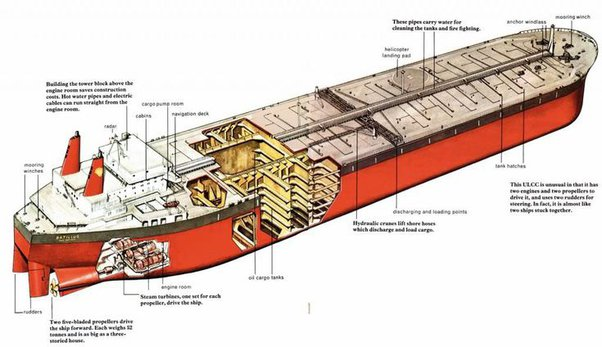 These pipes carry water for
cleaning the tanks and fire fighting.
mooring winch
anchor windlass
helicopter
landing pad
Building the tower block above the
engine room saves construction
costs. Hot water pipes and electric
cables can run straight from the
engine room.
cargo pump room
cabins
navigation deck
radar
mooring
winches
tank hatches
This ULCC is unusual in that it has
two engines and two propellers to
drive it, and uses two rudders for
steering. In fact, it is almost like
two ships stuck together.
discharging and loading points
Hydraulic cranes lift shore hoses
which discharge and load cargo.
BATILLUS
oil cargo tanks
engine room
Steam turbines, one set for each
propeller, drive the ship.
rudders
Two five-bladed propellers drive
the ship forward. Each weighs 52
tonnes and is as big as a three-
storied house.